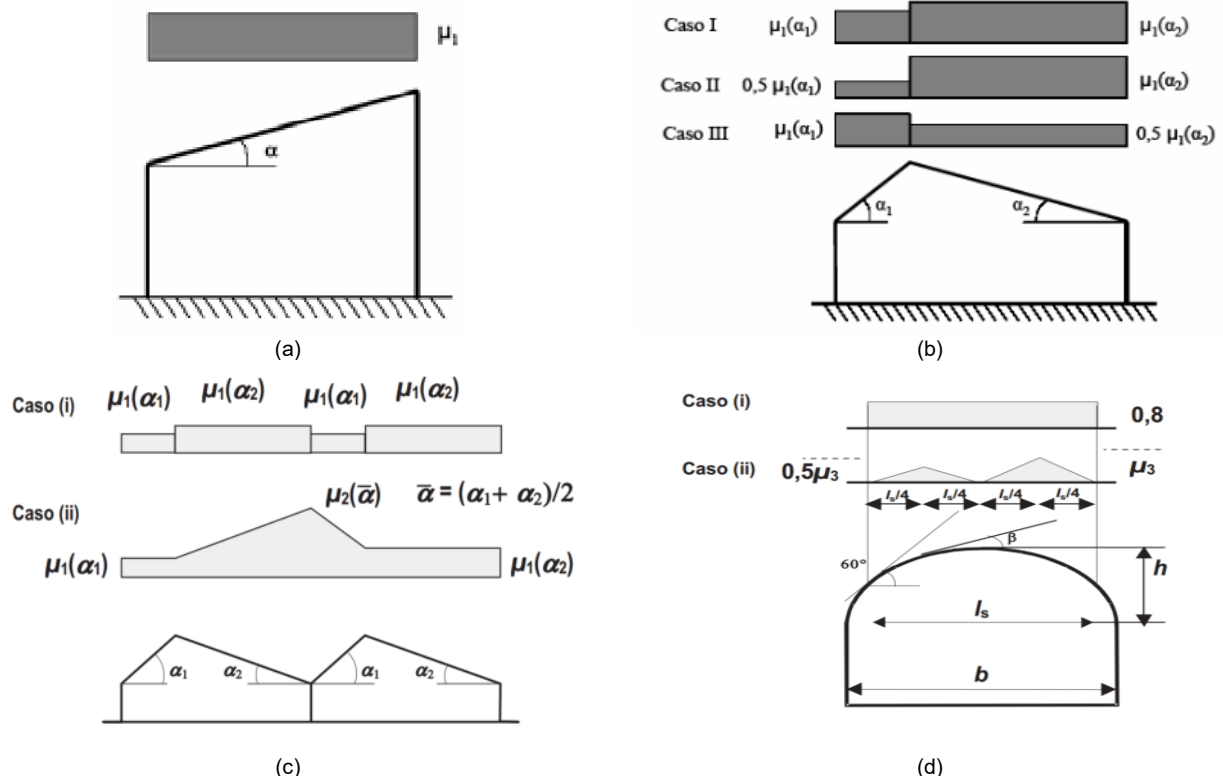 μ₁
α
(a)
Caso I μ₁(α₁) μ₁(α₂)
Caso II 0,5 μ₁(α₁) μ₁(α₂)
Caso III μ₁(α₁) 0,5 μ₁(α₂)
α₁ α₂
(b)
μ₁(α₁) μ₁(α₂) μ₁(α₁) μ₁(α₂)
Caso (i)
μ₂(ᾱ) ᾱ = (α₁+ α₂)/2
Caso (ii)
μ₁(α₁) μ₁(α₂)
α₁ α₂ α₁ α₂
(c)
Caso (i) 0,8
Caso (ii) 0,5μ₃ μ₃
lₛ/4 lₛ/4 lₛ/4 lₛ/4
β
60° h
lₛ
b
(d)